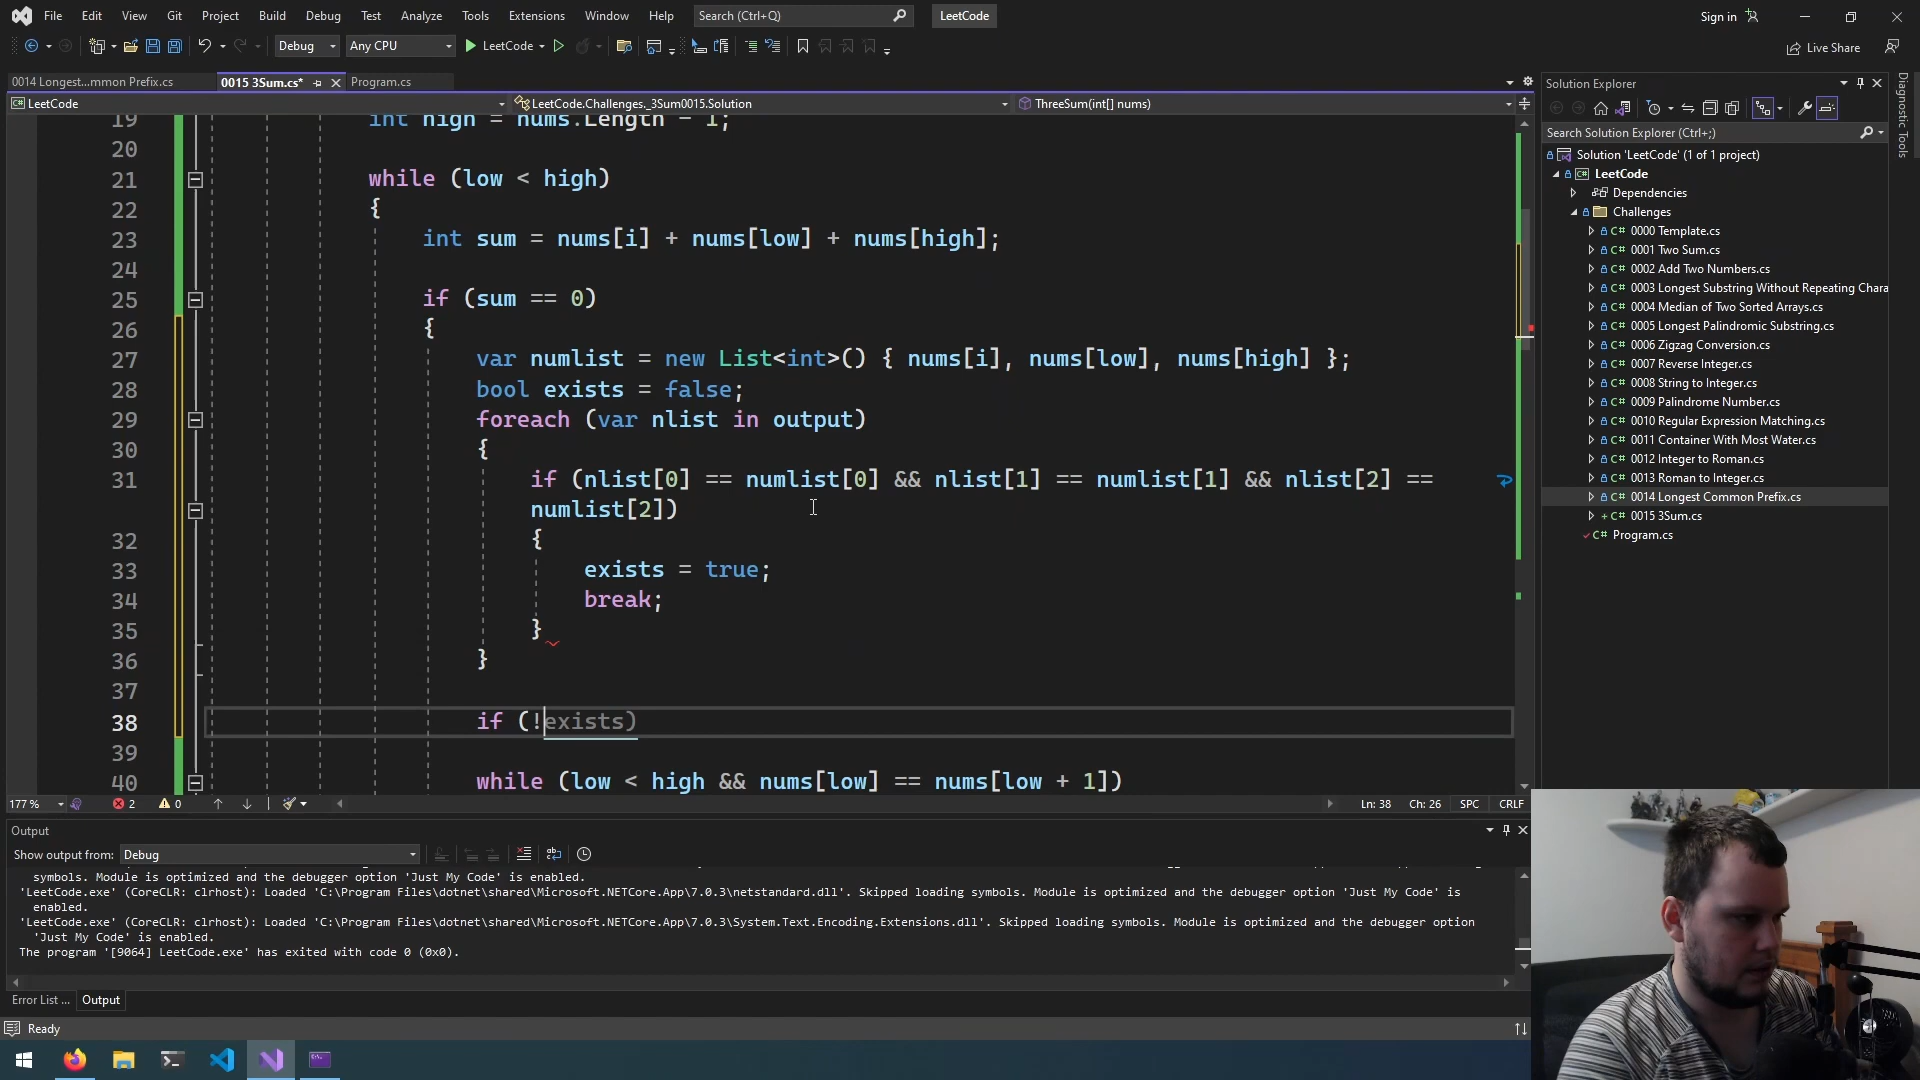 File Edit View Git Project Build Debug Test Analyze Tools Extensions Window Help Search (Ctrl+Q) LeetCode Sign in
Debug Any CPU LeetCode Live Share
0014 Longest...mmon Prefix.cs 0015 3Sum.cs* Program.cs
LeetCode LeetCode.Challenges._3Sum0015.Solution ThreeSum(int[] nums)
19 int high = nums.Length - 1;
20
21 while (low < high)
22 {
23 int sum = nums[i] + nums[low] + nums[high];
24
25 if (sum == 0)
26 {
27 var numlist = new List<int>() { nums[i], nums[low], nums[high] };
28 bool exists = false;
29 foreach (var nlist in output)
30 {
31 if (nlist[0] == numlist[0] && nlist[1] == numlist[1] && nlist[2] ==
numlist[2])
32 {
33 exists = true;
34 break;
35 }
36 }
37
38 if (!exists)
39
40 while (low < high && nums[low] == nums[low + 1])
177 % 2 0 Ln: 38 Ch: 26 SPC CRLF
Output
Show output from: Debug
symbols. Module is optimized and the debugger option 'Just My Code' is enabled.
'LeetCode.exe' (CoreCLR: clrhost): Loaded 'C:\Program Files\dotnet\shared\Microsoft.NETCore.App\7.0.3\netstandard.dll'. Skipped loading symbols. Module is optimized and the debugger option 'Just My Code' is
enabled.
'LeetCode.exe' (CoreCLR: clrhost): Loaded 'C:\Program Files\dotnet\shared\Microsoft.NETCore.App\7.0.3\System.Text.Encoding.Extensions.dll'. Skipped loading symbols. Module is optimized and the debugger option
'Just My Code' is enabled.
The program '[9064] LeetCode.exe' has exited with code 0 (0x0).
Error List ... Output
Ready
Solution Explorer
Search Solution Explorer (Ctrl+;)
Solution 'LeetCode' (1 of 1 project)
C# LeetCode
Dependencies
Challenges
C# 0000 Template.cs
C# 0001 Two Sum.cs
C# 0002 Add Two Numbers.cs
C# 0003 Longest Substring Without Repeating Chara
C# 0004 Median of Two Sorted Arrays.cs
C# 0005 Longest Palindromic Substring.cs
C# 0006 Zigzag Conversion.cs
C# 0007 Reverse Integer.cs
C# 0008 String to Integer.cs
C# 0009 Palindrome Number.cs
C# 0010 Regular Expression Matching.cs
C# 0011 Container With Most Water.cs
C# 0012 Integer to Roman.cs
C# 0013 Roman to Integer.cs
C# 0014 Longest Common Prefix.cs
+ C# 0015 3Sum.cs
C# Program.cs
Diagnostic Tools